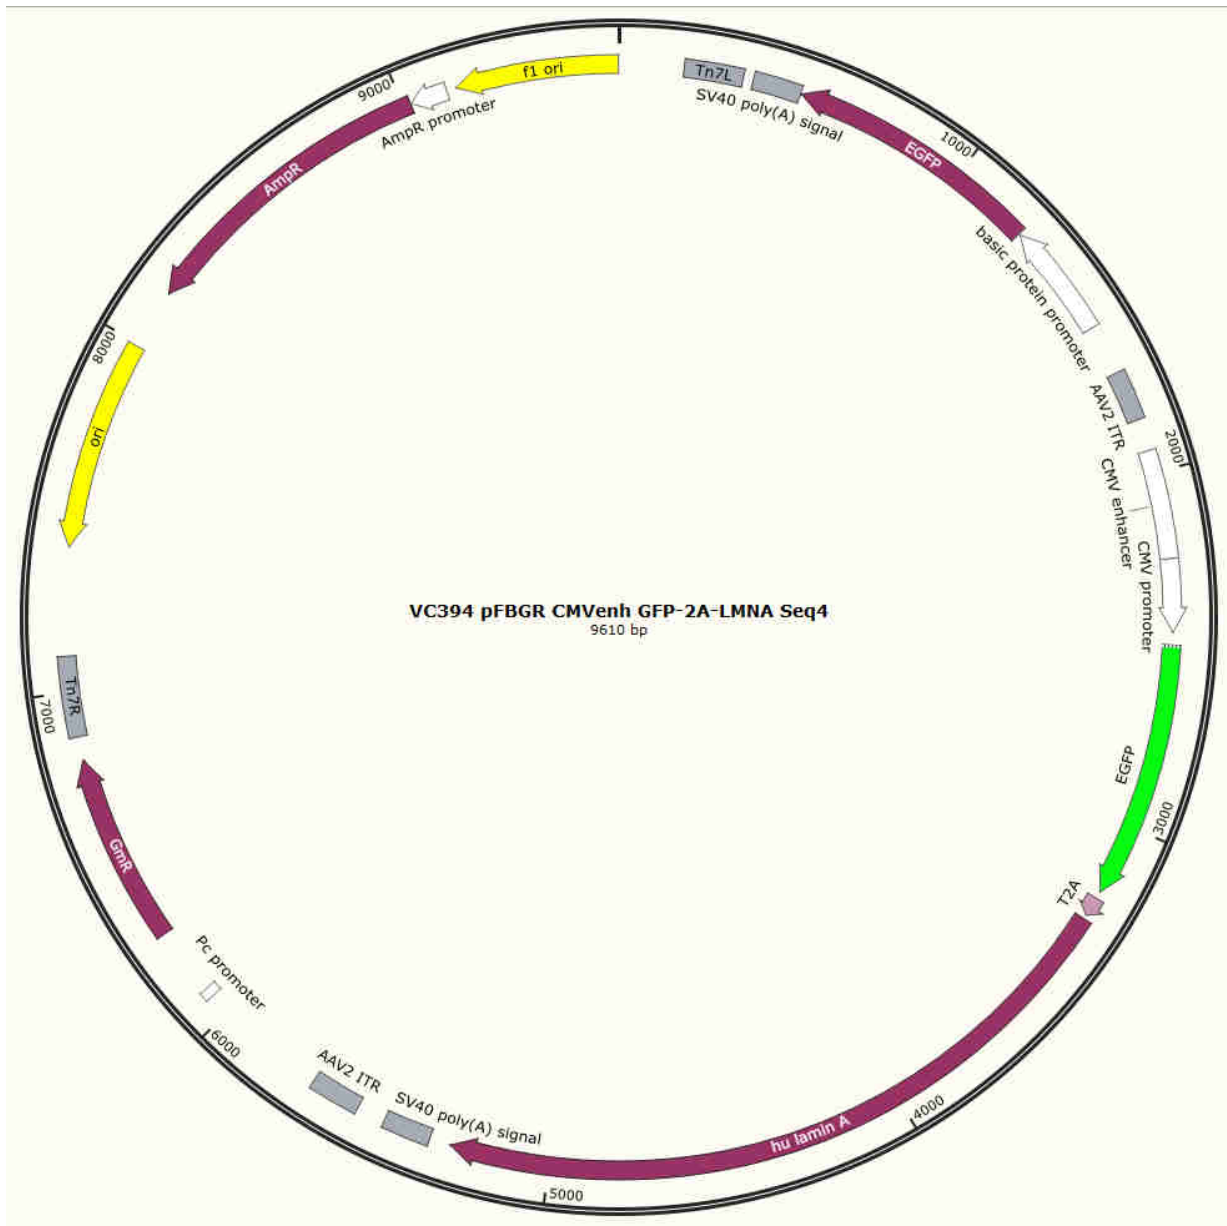 VC394 pFBGR CMVenh GFP-2A-LMNA Seq4
9610 bp
Tn7L
SV40 poly(A) signal
EGFP
1000
basic protein promoter
AAV2 ITR
2000
CMV enhancer
CMV promoter
EGFP
3000
T2A
hu lamin A
4000
5000
SV40 poly(A) signal
AAV2 ITR
6000
Pc promoter
GmR
7000
Tn7R
ori
8000
AmpR
AmpR promoter
9000
f1 ori